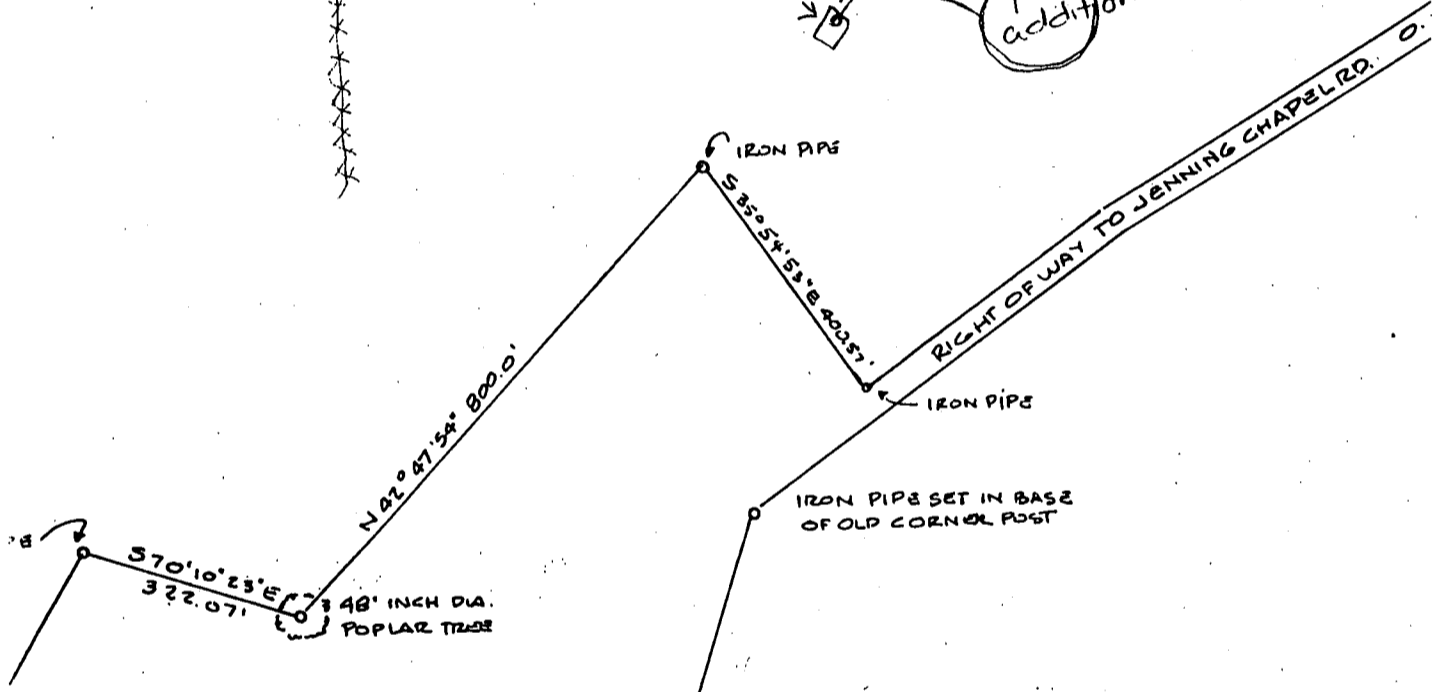 addition
IRON PIPE
RIGHT OF WAY TO JENNING CHAPEL RD. 0.
S 35° 54' 53" E 402.57'
IRON PIPE
N 42° 47' 54" 800.0'
IRON PIPE SET IN BASE
OF OLD CORNER POST
S 70' 10" 23" E
322.07'
48' INCH DIA.
POPLAR TREE